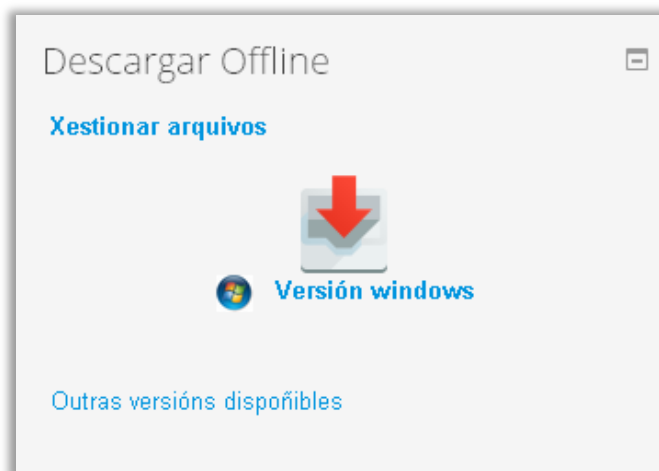 Descargar Offline
Xestionar arquivos
Versión windows
Outras versións dispoñibles